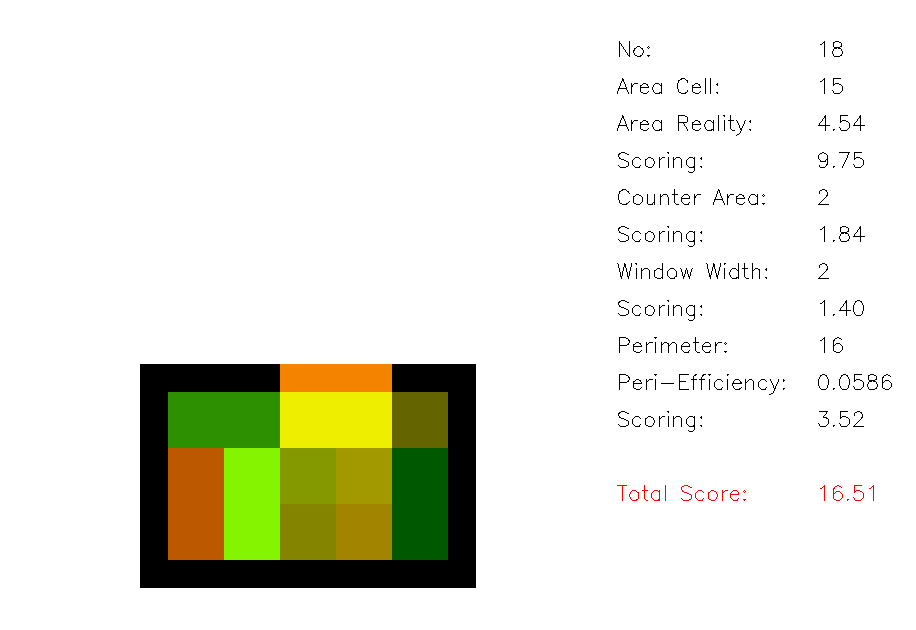 No: 18
Area Cell: 15
Area Reality: 4.54
Scoring: 9.75
Counter Area: 2
Scoring: 1.84
Window Width: 2
Scoring: 1.40
Perimeter: 16
Peri-Efficiency: 0.0586
Scoring: 3.52
Total Score: 16.51